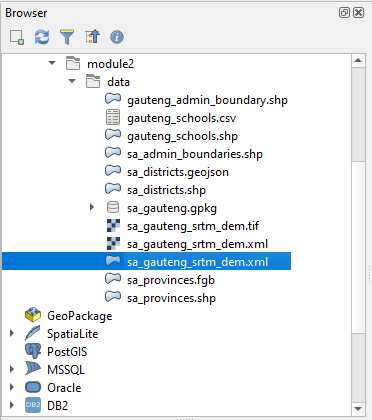 Browser
module2
data
gauteng_admin_boundary.shp
gauteng_schools.csv
gauteng_schools.shp
sa_admin_boundaries.shp
sa_districts.geojson
sa_districts.shp
sa_gauteng.gpkg
sa_gauteng_srtm_dem.tif
sa_gauteng_srtm_dem.xml
sa_gauteng_srtm_dem.xml
sa_provinces.fgb
sa_provinces.shp
GeoPackage
SpatiaLite
PostGIS
MSSQL
Oracle
DB2 DB2